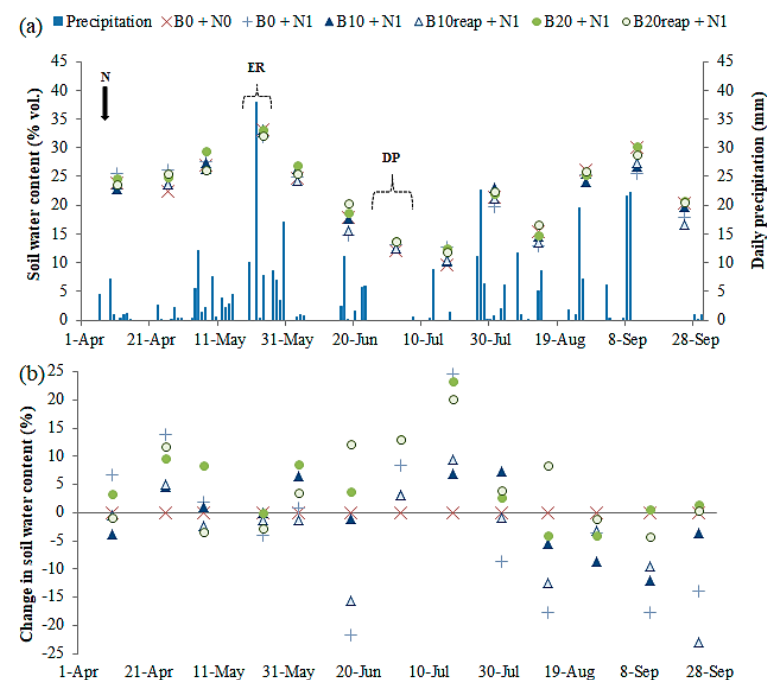 (a)
Precipitation B0 + N0 B0 + N1 B10 + N1 B10reap + N1 B20 + N1 B20reap + N1
Soil water content (% vol.)
Daily precipitation (mm)
45 45
40 40
35 35
30 30
25 25
20 20
15 15
10 10
5 5
0 0
N
ER
DP
1-Apr 21-Apr 11-May 31-May 20-Jun 10-Jul 30-Jul 19-Aug 8-Sep 28-Sep
(b)
Change in soil water content (%)
25
20
15
10
5
0
-5
-10
-15
-20
-25
1-Apr 21-Apr 11-May 31-May 20-Jun 10-Jul 30-Jul 19-Aug 8-Sep 28-Sep